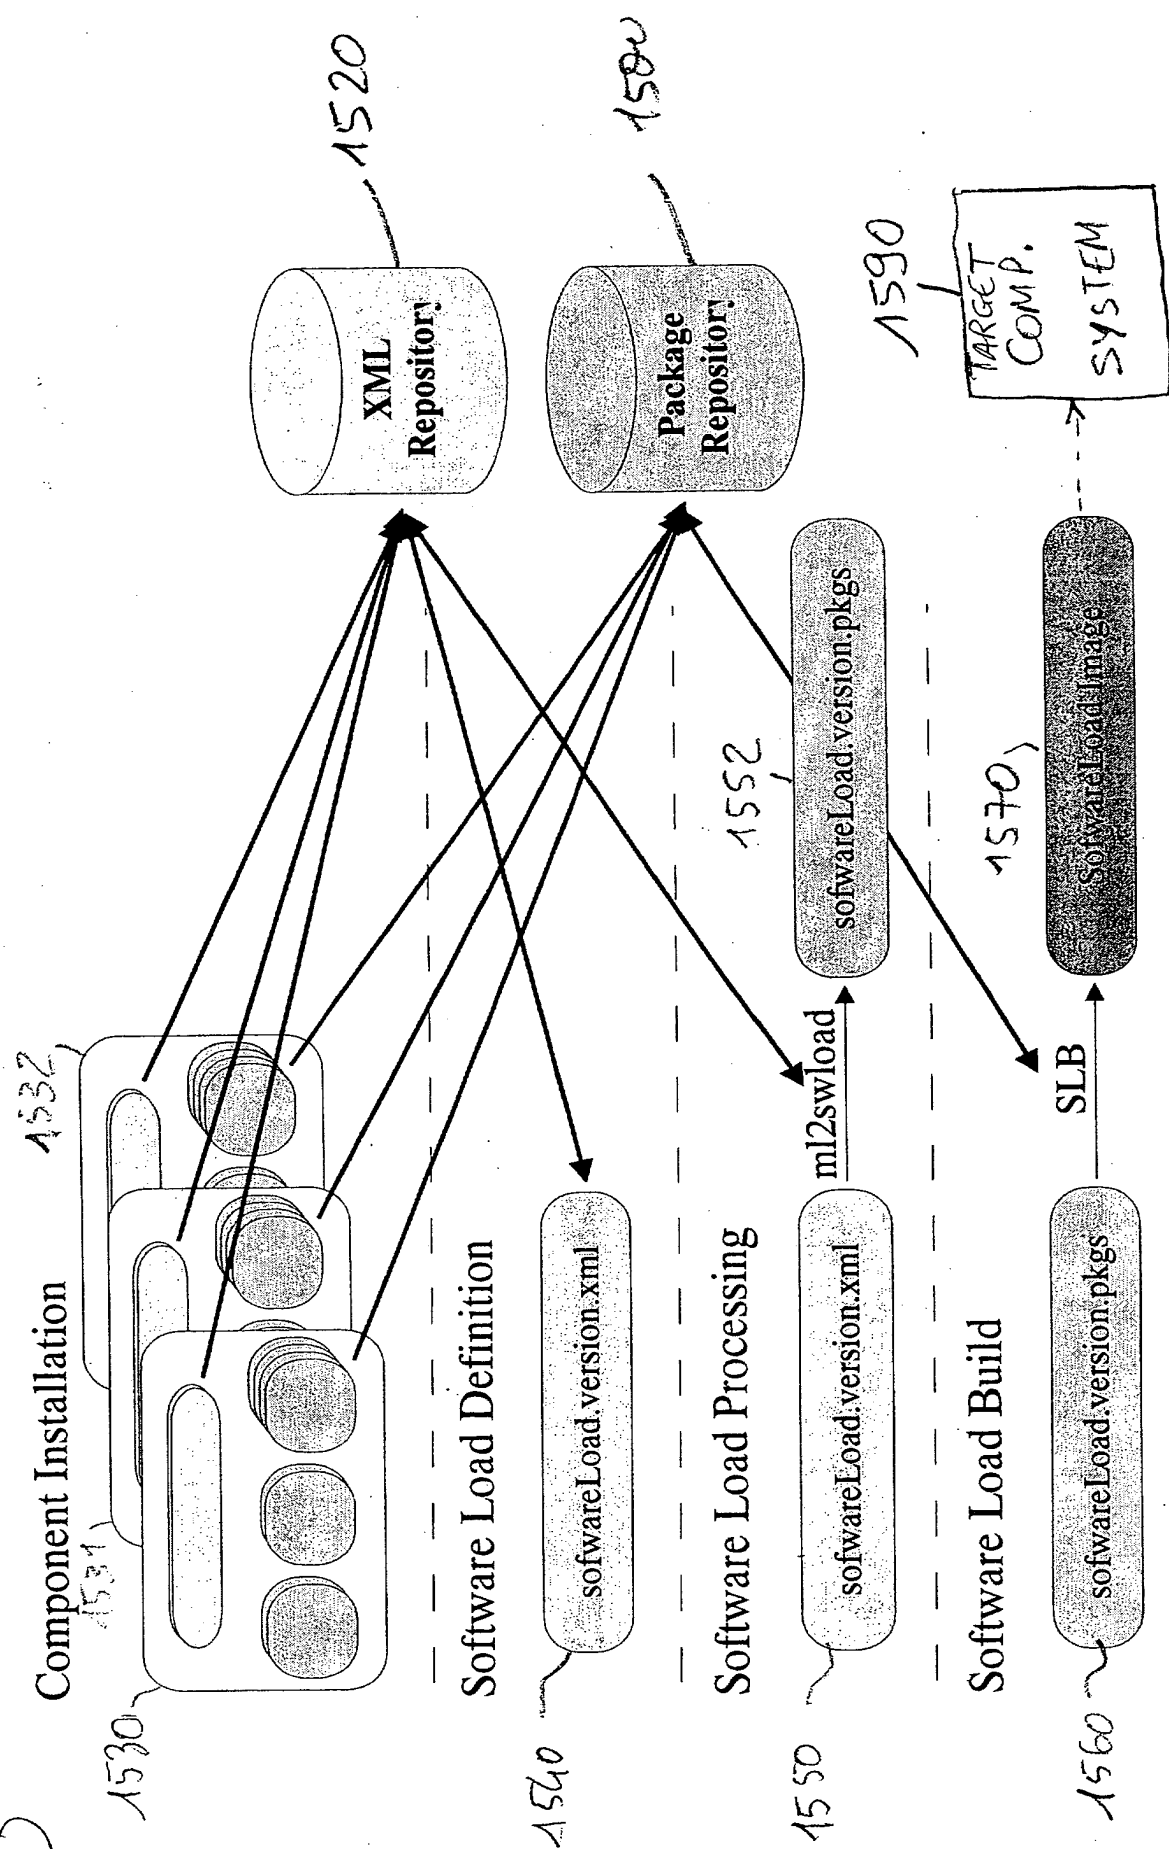 Component Installation
1532
1531
1530
XML
Repository
1520
Package
Repository
1500
Software Load Definition
sofwareLoad.version.xml
1540
Software Load Processing
sofwareLoad.version.xml
1550
ml2swload
sofwareLoad.version.pkgs
1552
Software Load Build
sofwareLoad.version.pkgs
1560
SLB
SofwareLoadImage
1570
TARGET
COMP.
SYSTEM
1590